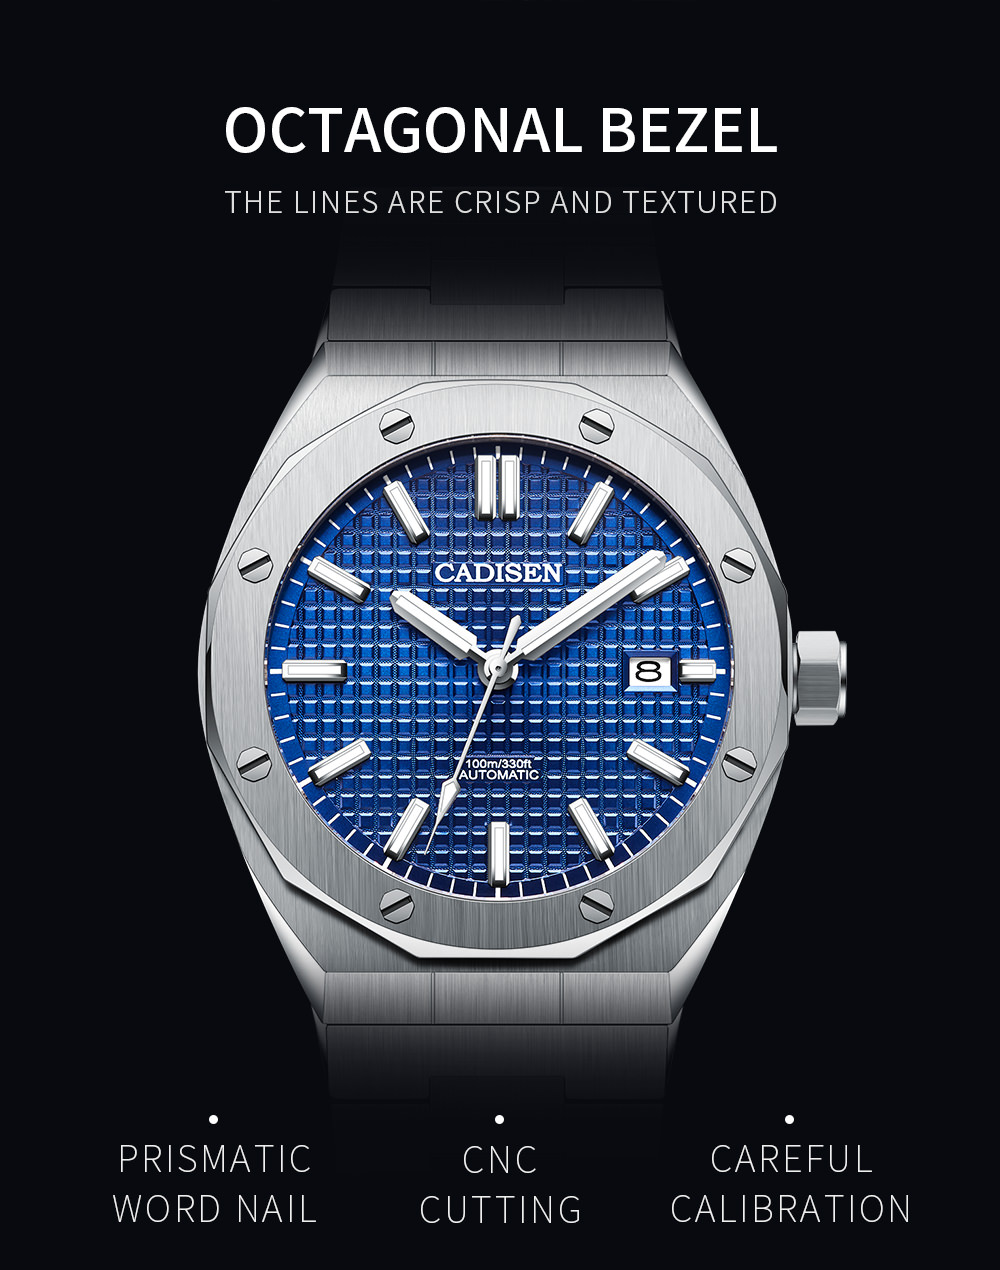 OCTAGONAL BEZEL
THE LINES ARE CRISP AND TEXTURED
CADISEN
8
100m/330ft
AUTOMATIC
PRISMATIC
WORD NAIL
CNC
CUTTING
CAREFUL
CALIBRATION